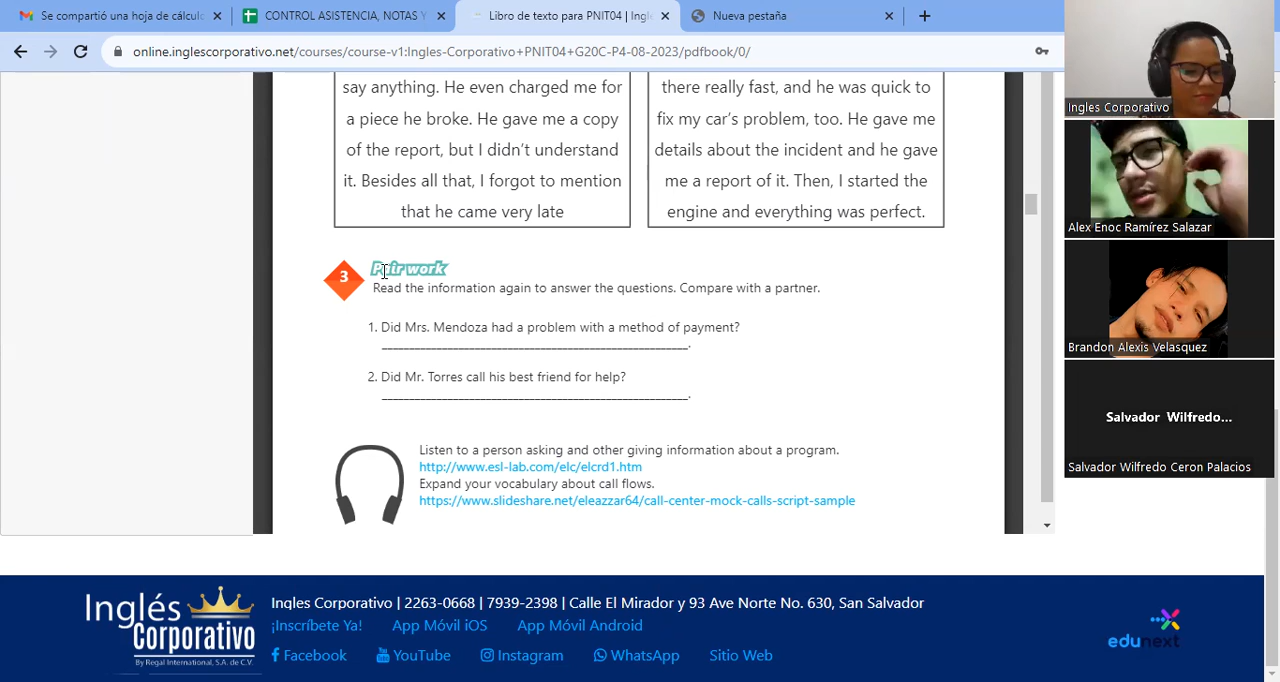 Se compartió una hoja de cálcul
CONTROL ASISTENCIA, NOTAS Y
Libro de texto para PNIT04 | Ingl
Nueva pestaña
online.inglescorporativo.net/courses/course-v1:Ingles-Corporativo+PNIT04+G20C-P4-08-2023/pdfbook/0/
say anything. He even charged me for
a piece he broke. He gave me a copy
of the report, but I didn't understand
it. Besides all that, I forgot to mention
that he came very late
there really fast, and he was quick to
fix my car's problem, too. He gave me
details about the incident and he gave
me a report of it. Then, I started the
engine and everything was perfect.
3
Pair work
Read the information again to answer the questions. Compare with a partner.
1. Did Mrs. Mendoza had a problem with a method of payment?
2. Did Mr. Torres call his best friend for help?
Listen to a person asking and other giving information about a program.
http://www.esl-lab.com/elc/elcrd1.htm
Expand your vocabulary about call flows.
https://www.slideshare.net/eleazzar64/call-center-mock-calls-script-sample
Ingles Corporativo
Alex Enoc Ramírez Salazar
Brandon Alexis Velasquez
Salvador Wilfredo...
Salvador Wilfredo Ceron Palacios
Inglés
Corporativo
By Regal International, S.A. de C.V.
Ingles Corporativo | 2263-0668 | 7939-2398 | Calle El Mirador y 93 Ave Norte No. 630, San Salvador
¡Inscríbete Ya!
App Móvil iOS
App Móvil Android
Facebook
YouTube
Instagram
WhatsApp
Sitio Web
edunext